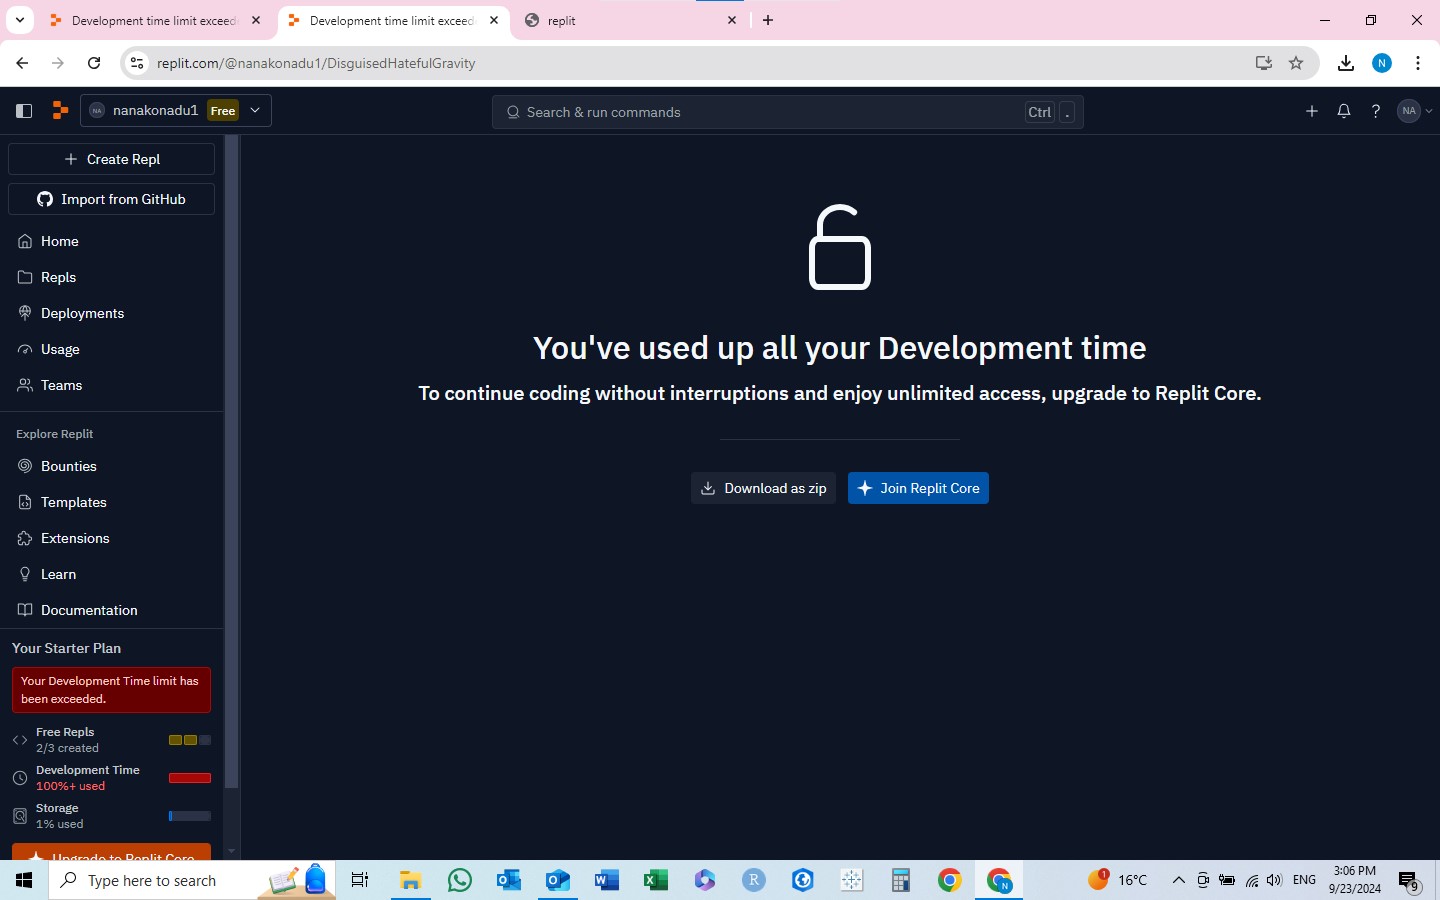 Development time limit exceede
Development time limit exceede
replit
replit.com/@nanakonadu1/DisguisedHatefulGravity
N
NA nanakonadu1 Free
Search & run commands Ctrl .
NA
Create Repl
Import from GitHub
Home
Repls
Deployments
Usage
Teams
Explore Replit
Bounties
Templates
Extensions
Learn
Documentation
Your Starter Plan
Your Development Time limit has
been exceeded.
Free Repls
2/3 created
Development Time
100%+ used
Storage
1% used
Upgrade to Replit Core
You've used up all your Development time
To continue coding without interruptions and enjoy unlimited access, upgrade to Replit Core.
Download as zip
Join Replit Core
Type here to search
16°C
ENG
3:06 PM
9/23/2024
9